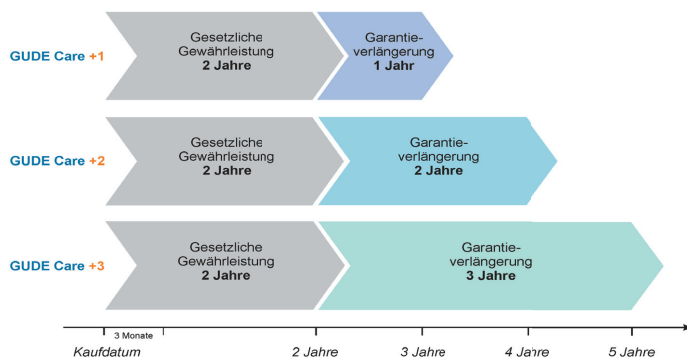 GUDE Care +1
Gesetzliche
Gewährleistung
2 Jahre
Garantie-
verlängerung
1 Jahr
GUDE Care +2
Gesetzliche
Gewährleistung
2 Jahre
Garantie-
verlängerung
2 Jahre
GUDE Care +3
Gesetzliche
Gewährleistung
2 Jahre
Garantie-
verlängerung
3 Jahre
3 Monate
Kaufdatum
2 Jahre
3 Jahre
4 Jahre
5 Jahre